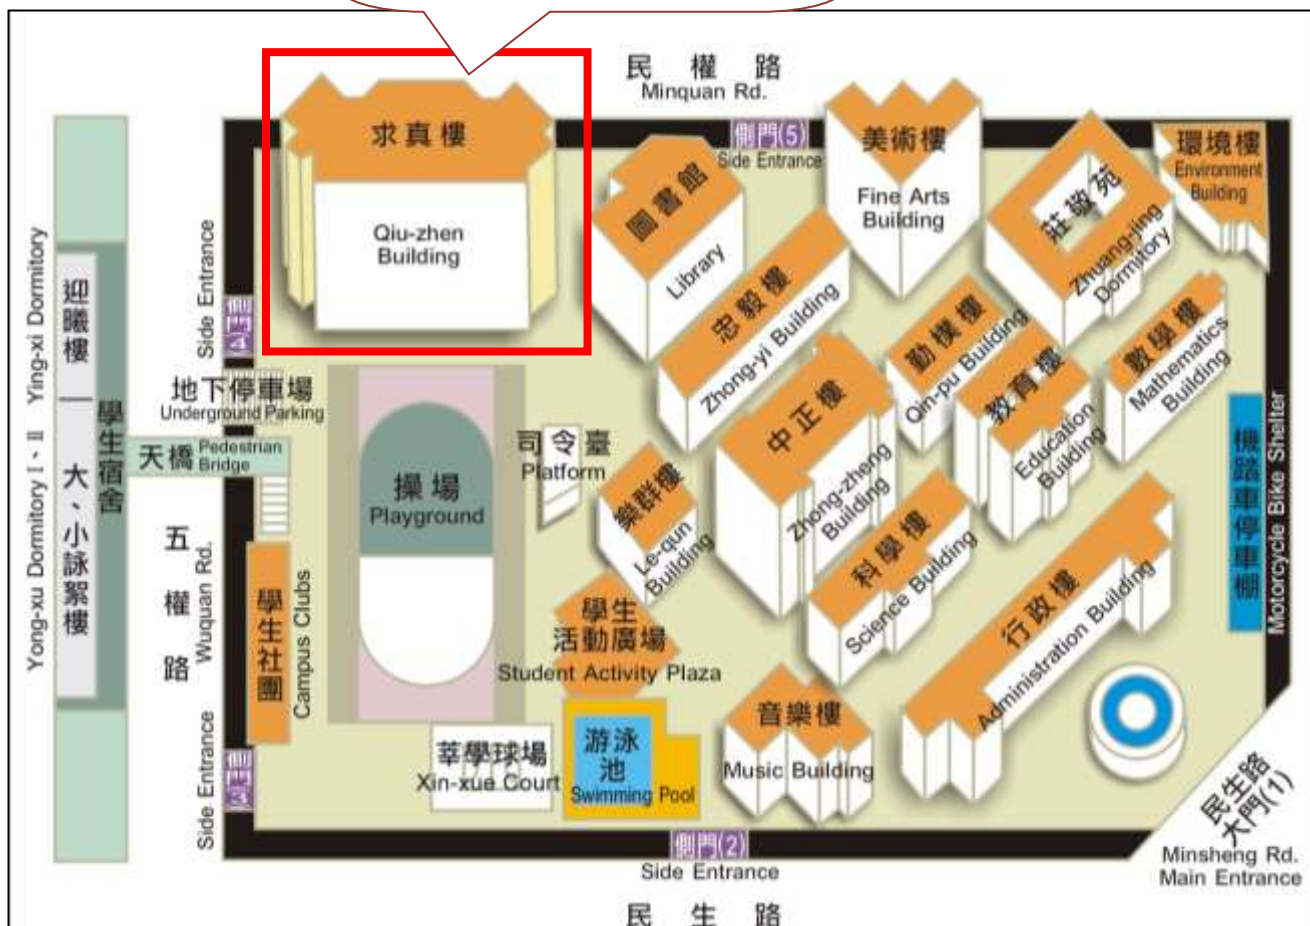 民 權 路
Minquan Rd.
側門(5)
Side Entrance
求真樓
Qiu-zhen
Building
圖書館
Library
美術樓
Fine Arts
Building
莊敬苑
Zhuang-jing
Dormitory
環境樓
Environment
Building
忠毅樓
Zhong-yi Building
勤樸樓
Qin-pu Building
教育樓
Education
Building
數學樓
Mathematics
Building
中正樓
Zhong-zheng
Building
Side Entrance
側門4
地下停車場
Underground Parking
天橋
Pedestrian
Bridge
Ying-xi Dormitory
迎曦樓
學生宿舍
Yong-xu Dormitory I、II
大、小詠絮樓
五權路
Wuquan Rd.
學生社團
Campus Clubs
操場
Playground
司令臺
Platform
樂群樓
Le-qun
Building
科學樓
Science Building
行政樓
Administration Building
機踏車停車棚
Motorcycle Bike Shelter
學生
活動廣場
Student Activity Plaza
莘學球場
Xin-xue Court
游泳
池
Swimming Pool
音樂樓
Music Building
Side Entrance
側門3
側門(2)
Side Entrance
民生路
大門(1)
Minsheng Rd.
Main Entrance
民 生 路